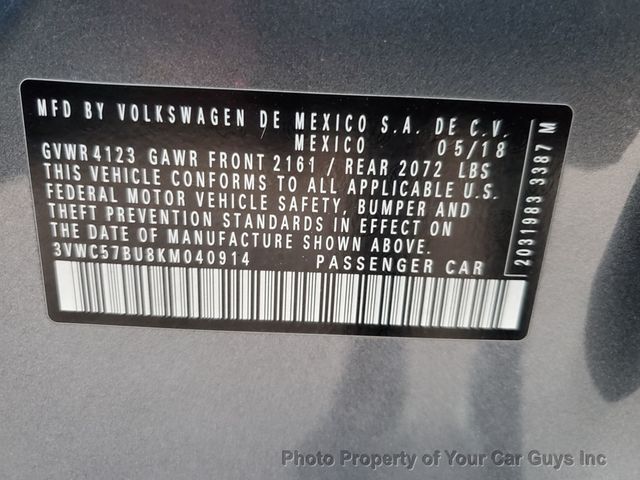 MFD BY VOLKSWAGEN DE MEXICO S.A. DE C.V.
MEXICO 05/18
GVWR 4123 GAWR FRONT 2161 / REAR 2072 LBS
THIS VEHICLE CONFORMS TO ALL APPLICABLE U.S.
FEDERAL MOTOR VEHICLE SAFETY, BUMPER AND
THEFT PREVENTION STANDARDS IN EFFECT ON
THE DATE OF MANUFACTURE SHOWN ABOVE.
3VWC57BU8KM040914 PASSENGER CAR
2031983 3387 M
Photo Property of Your Car Guys Inc